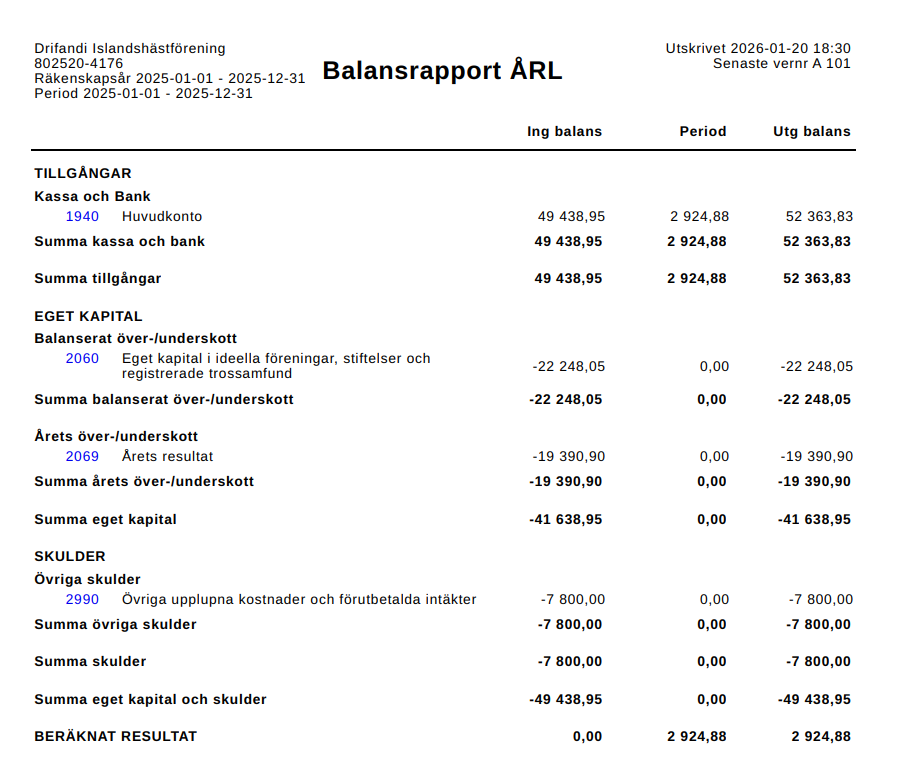 Drifandi Islandshästförening
802520-4176
Räkenskapsår 2025-01-01 - 2025-12-31
Period 2025-01-01 - 2025-12-31
Balansrapport ÅRL
Utskrivet 2026-01-20 18:30
Senaste vernr A 101
Ing balans Period Utg balans
TILLGÅNGAR
Kassa och Bank
1940 Huvudkonto 49 438,95 2 924,88 52 363,83
Summa kassa och bank 49 438,95 2 924,88 52 363,83
Summa tillgångar 49 438,95 2 924,88 52 363,83
EGET KAPITAL
Balanserat över-/underskott
2060 Eget kapital i ideella föreningar, stiftelser och
registrerade trossamfund -22 248,05 0,00 -22 248,05
Summa balanserat över-/underskott -22 248,05 0,00 -22 248,05
Årets över-/underskott
2069 Årets resultat -19 390,90 0,00 -19 390,90
Summa årets över-/underskott -19 390,90 0,00 -19 390,90
Summa eget kapital -41 638,95 0,00 -41 638,95
SKULDER
Övriga skulder
2990 Övriga upplupna kostnader och förutbetalda intäkter -7 800,00 0,00 -7 800,00
Summa övriga skulder -7 800,00 0,00 -7 800,00
Summa skulder -7 800,00 0,00 -7 800,00
Summa eget kapital och skulder -49 438,95 0,00 -49 438,95
BERÄKNAT RESULTAT 0,00 2 924,88 2 924,88